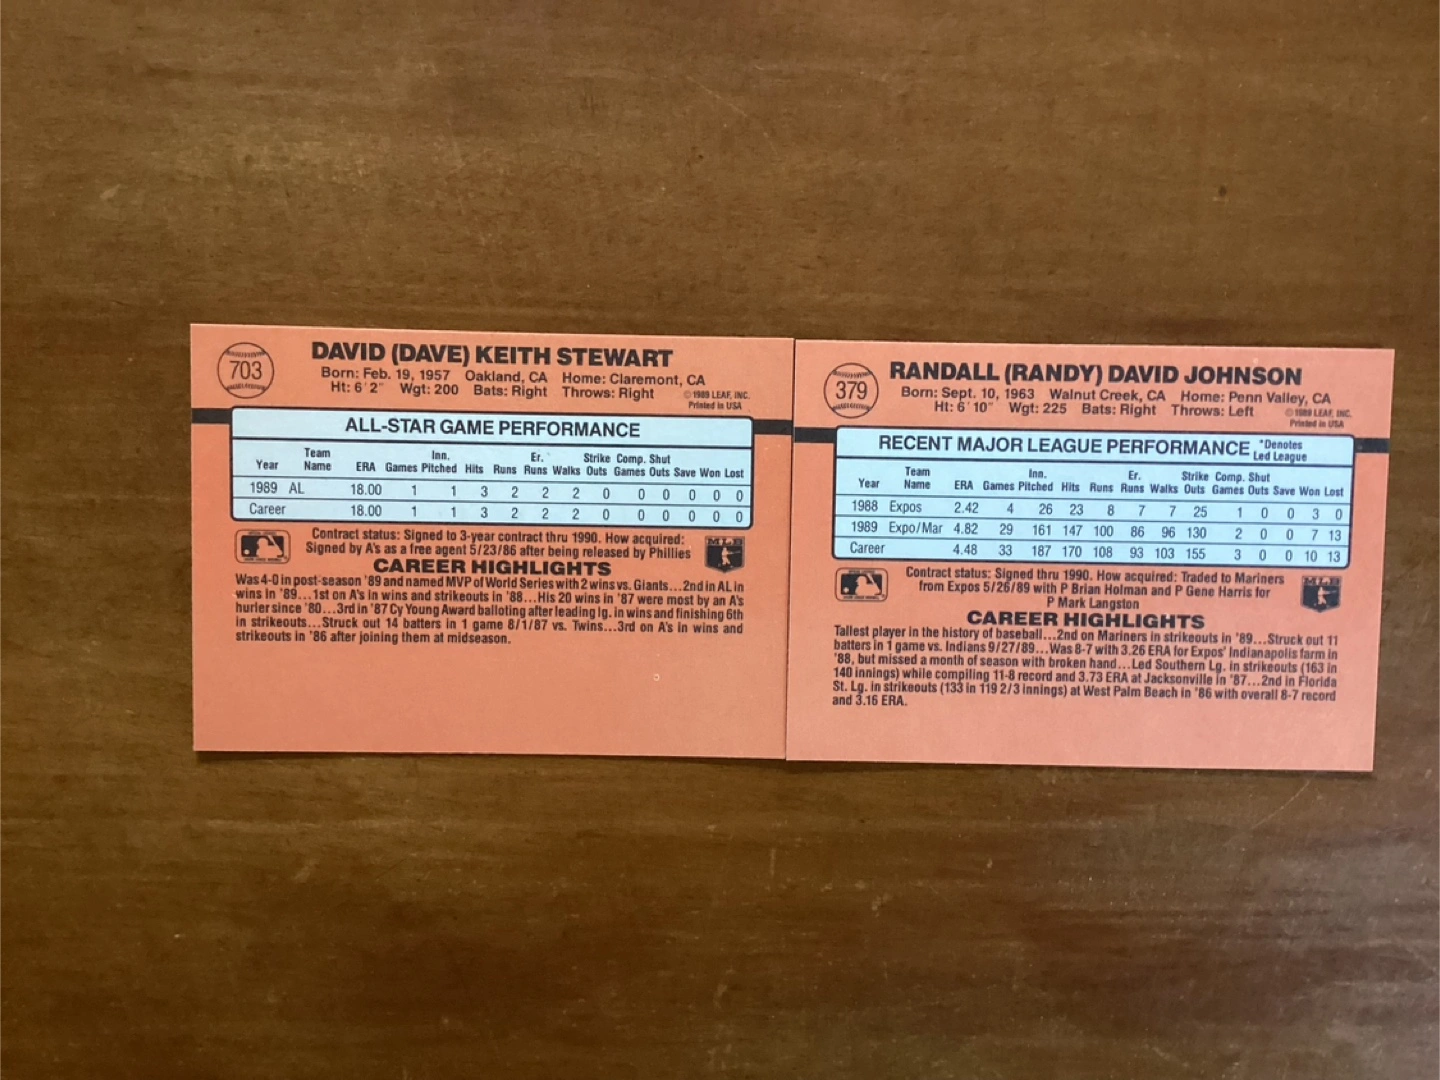 703
DAVID (DAVE) KEITH STEWART
Born: Feb. 19, 1957 Oakland, CA Home: Claremont, CA
Ht: 6' 2" Wgt: 200 Bats: Right Throws: Right
© 1989 LEAF, INC.
Printed in USA
ALL-STAR GAME PERFORMANCE
Year Team Name ERA Games Inn. Pitched Hits Runs Er. Runs Walks Strike Outs Comp. Games Shut Outs Save Won Lost
1989 AL 18.00 1 1 3 2 2 2 0 0 0 0 0 0
Career 18.00 1 1 3 2 2 2 0 0 0 0 0 0
Contract status: Signed to 3-year contract thru 1990. How acquired:
Signed by A's as a free agent 5/23/86 after being released by Phillies
MLB
CAREER HIGHLIGHTS
Was 4-0 in post-season '89 and named MVP of World Series with 2 wins vs. Giants...2nd in AL in
wins in '89...1st on A's in wins and strikeouts in '88...His 20 wins in '87 were most by an A's
hurler since '80...3rd in '87 Cy Young Award balloting after leading lg. in wins and finishing 6th
in strikeouts...Struck out 14 batters in 1 game 8/1/87 vs. Twins...3rd on A's in wins and
strikeouts in '86 after joining them at midseason.
379
RANDALL (RANDY) DAVID JOHNSON
Born: Sept. 10, 1963 Walnut Creek, CA Home: Penn Valley, CA
Ht: 6' 10" Wgt: 225 Bats: Right Throws: Left
© 1989 LEAF, INC.
Printed in USA
RECENT MAJOR LEAGUE PERFORMANCE *Denotes Led League
Year Team Name ERA Games Inn. Pitched Hits Runs Er. Runs Walks Strike Outs Comp. Games Shut Outs Save Won Lost
1988 Expos 2.42 4 26 23 8 7 7 25 1 0 0 3 0
1989 Expo/Mar 4.82 29 161 147 100 86 96 130 2 0 0 7 13
Career 4.48 33 187 170 108 93 103 155 3 0 0 10 13
Contract status: Signed thru 1990. How acquired: Traded to Mariners
from Expos 5/26/89 with P Brian Holman and P Gene Harris for
P Mark Langston
MLB
CAREER HIGHLIGHTS
Tallest player in the history of baseball...2nd on Mariners in strikeouts in '89...Struck out 11
batters in 1 game vs. Indians 9/27/89...Was 8-7 with 3.26 ERA for Expos' Indianapolis farm in
'88, but missed a month of season with broken hand...Led Southern Lg. in strikeouts (163 in
140 innings) while compiling 11-8 record and 3.73 ERA at Jacksonville in '87...2nd in Florida
St. Lg. in strikeouts (133 in 119 2/3 innings) at West Palm Beach in '86 with overall 8-7 record
and 3.16 ERA.